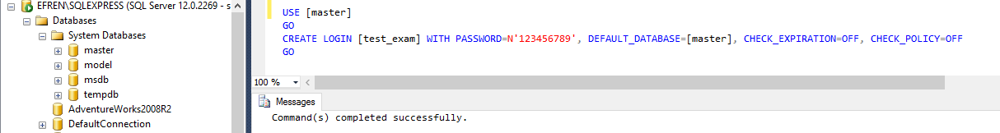 EFREN\SQLEXPRESS (SQL Server 12.0.2269 - s
Databases
System Databases
master
model
msdb
tempdb
AdventureWorks2008R2
DefaultConnection
USE [master]
GO
CREATE LOGIN [test_exam] WITH PASSWORD=N'123456789', DEFAULT_DATABASE=[master], CHECK_EXPIRATION=OFF, CHECK_POLICY=OFF
GO
100 %
Messages
Command(s) completed successfully.